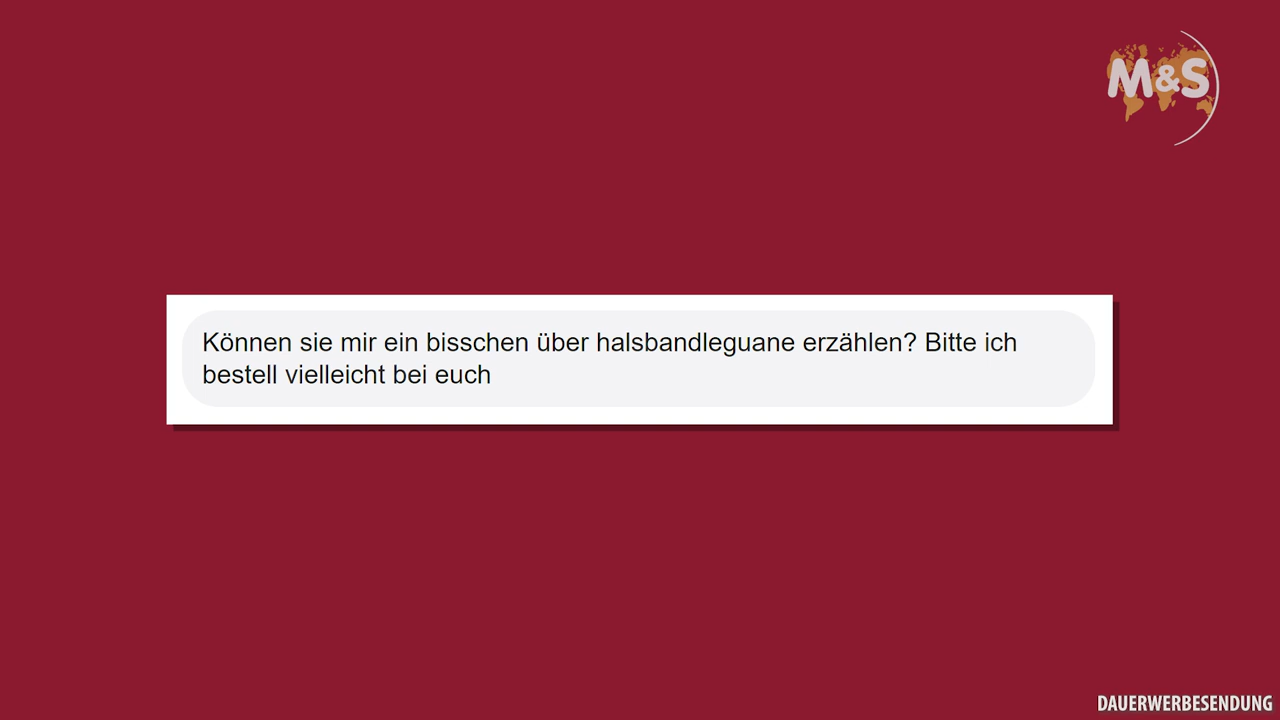 M&S
Können sie mir ein bisschen über halsbandleguane erzählen? Bitte ich
bestell vielleicht bei euch
DAUERWERBESENDUNG